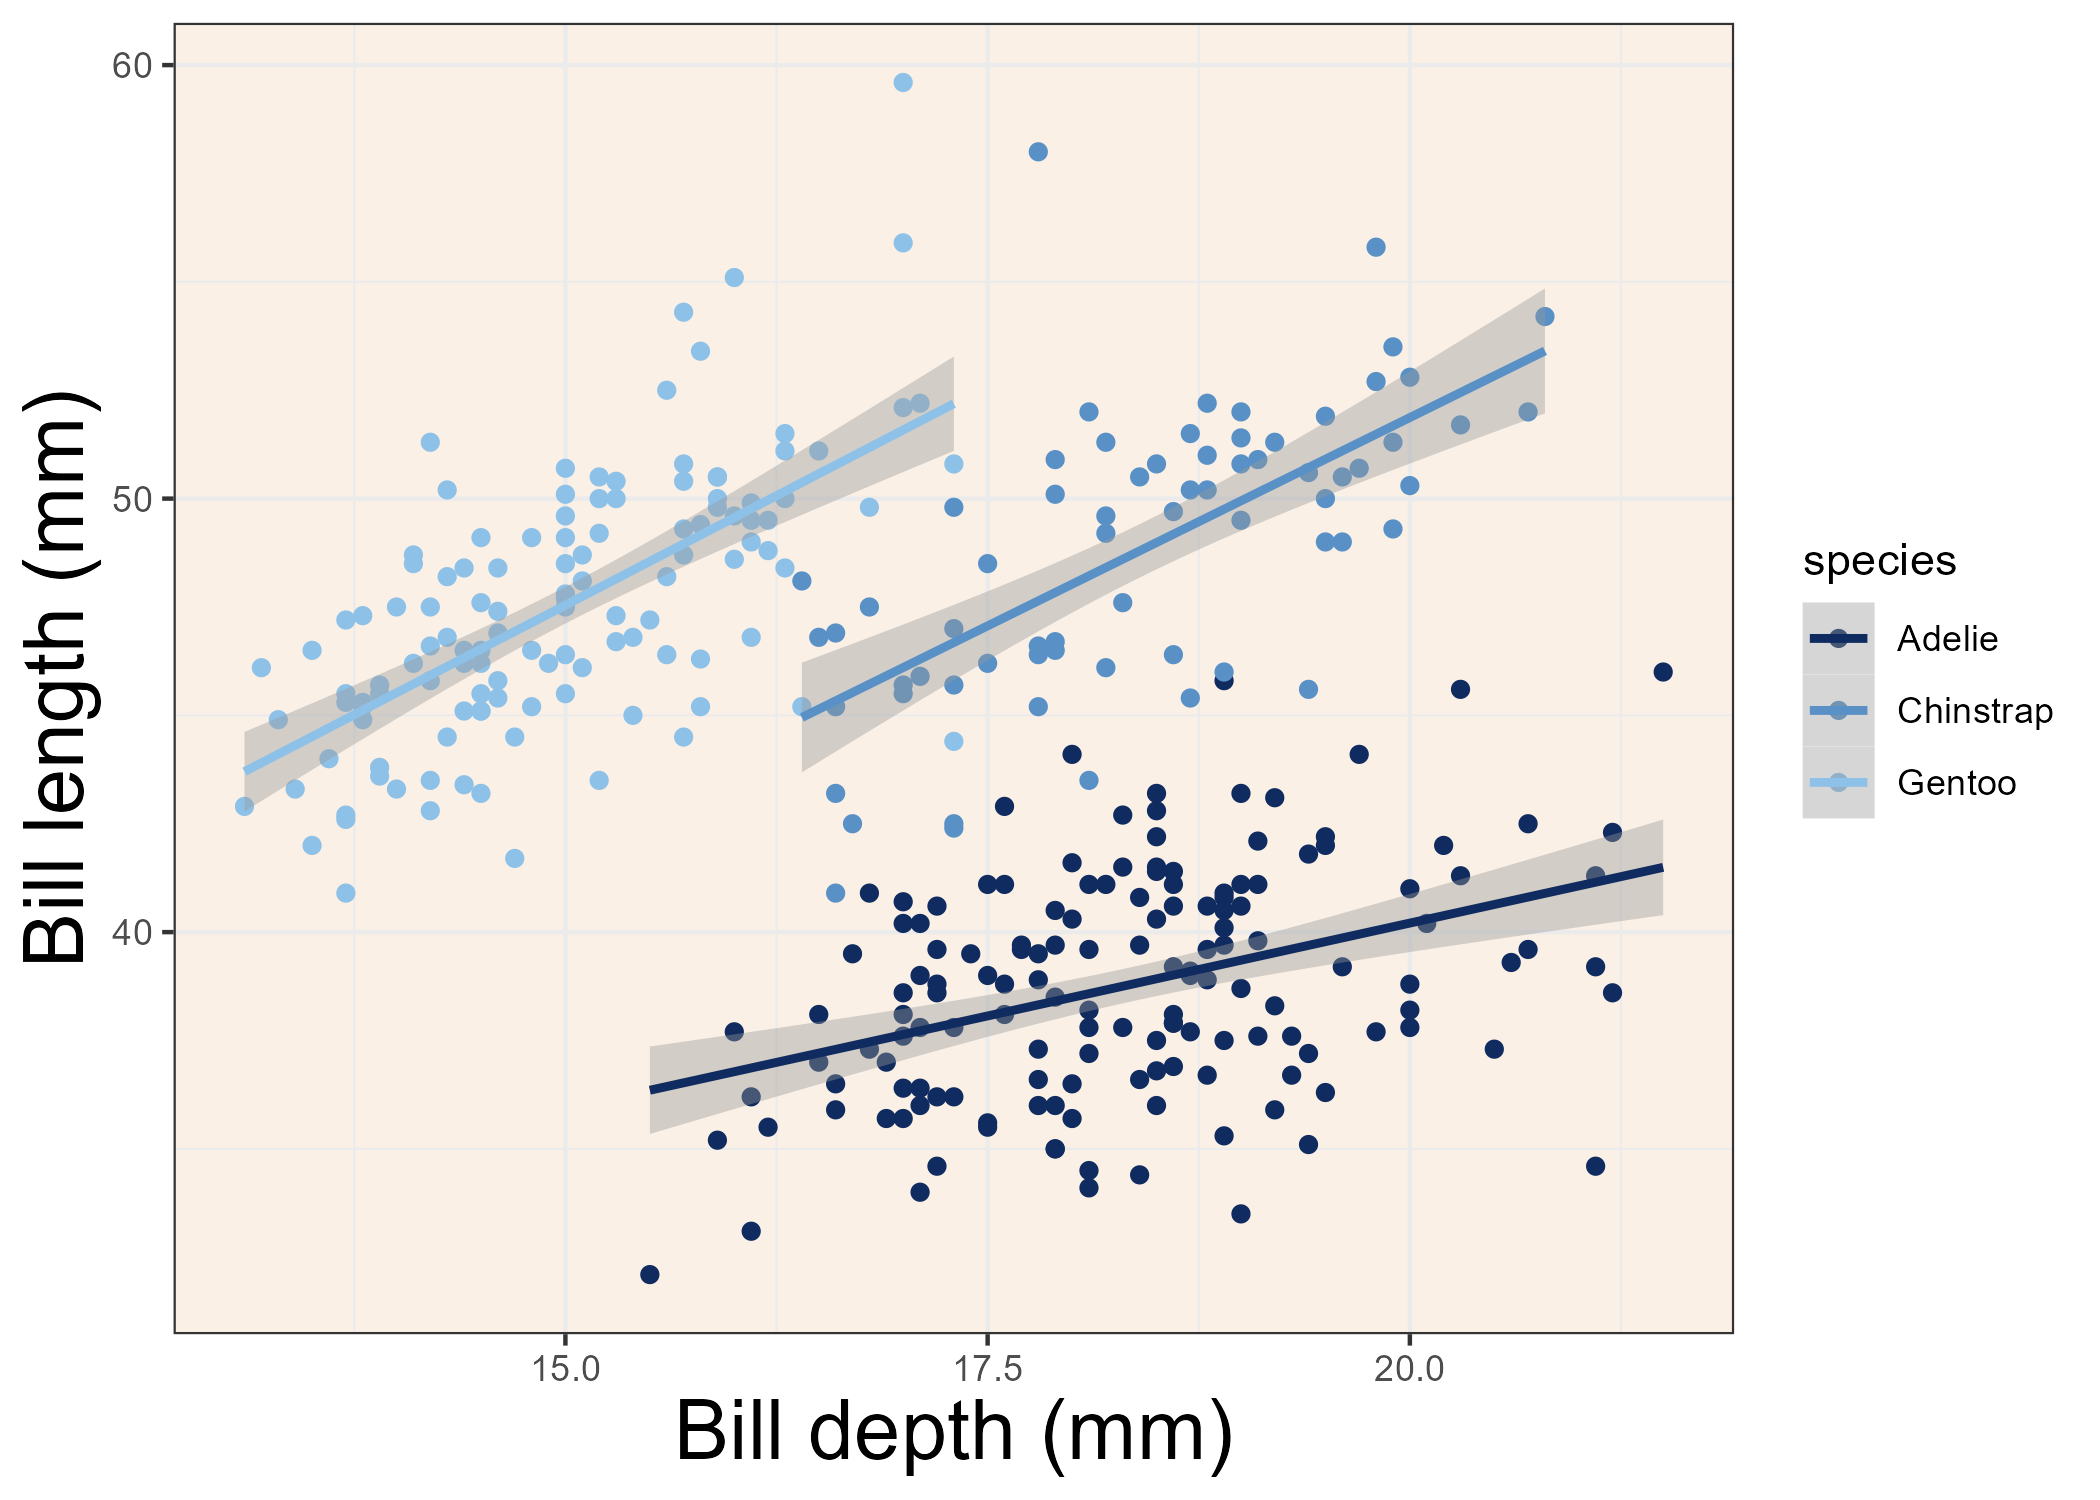 60
50
40
Bill length (mm)
15.0
17.5
20.0
Bill depth (mm)
species
Adelie
Chinstrap
Gentoo